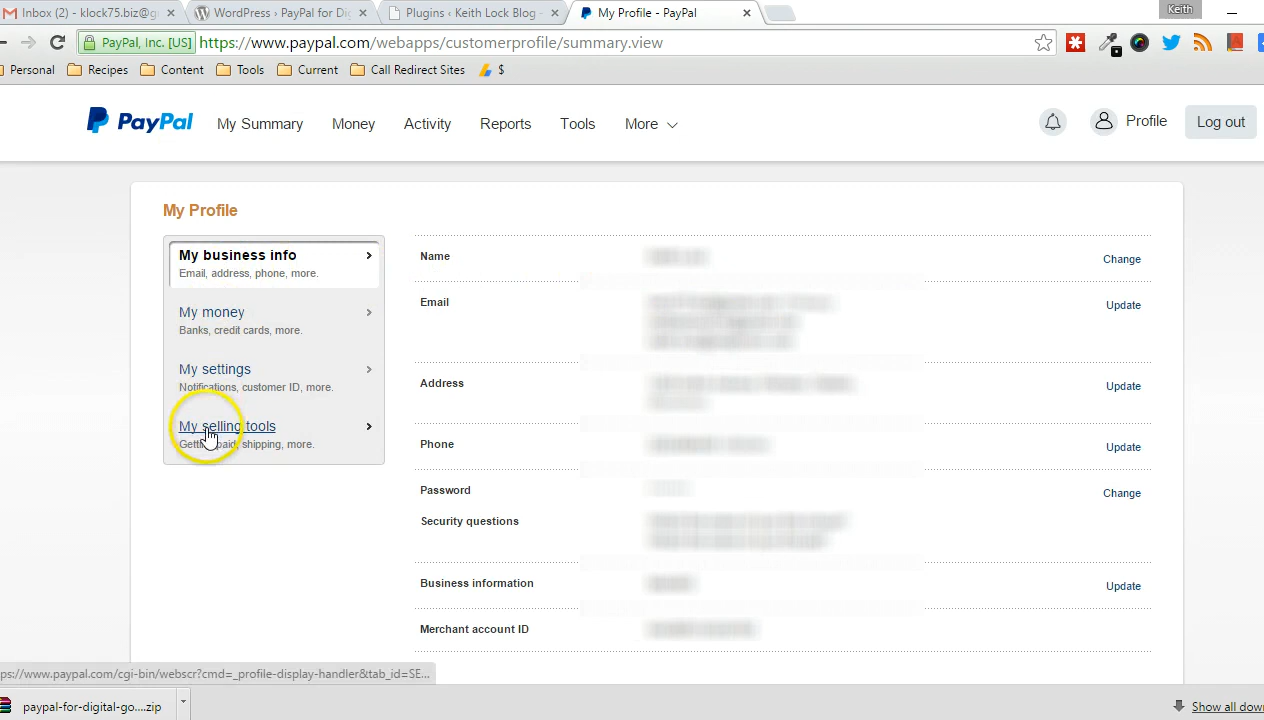 Inbox (2) - klock75.biz@g
WordPress › PayPal for Di
Plugins ‹ Keith Lock Blog -
My Profile - PayPal
Keith
PayPal, Inc. [US]
https://www.paypal.com/webapps/customerprofile/summary.view
Personal
Recipes
Content
Tools
Current
Call Redirect Sites
$
PayPal
My Summary
Money
Activity
Reports
Tools
More
Profile
Log out
My Profile
My business info
Email, address, phone, more.
My money
Banks, credit cards, more.
My settings
Notifications, customer ID, more.
My selling tools
Getting paid, shipping, more.
Name
Change
Email
Update
Address
Update
Phone
Update
Password
Change
Security questions
Business information
Update
Merchant account ID
ps://www.paypal.com/cgi-bin/webscr?cmd=_profile-display-handler&tab_id=SE...
paypal-for-digital-go....zip
Show all dow